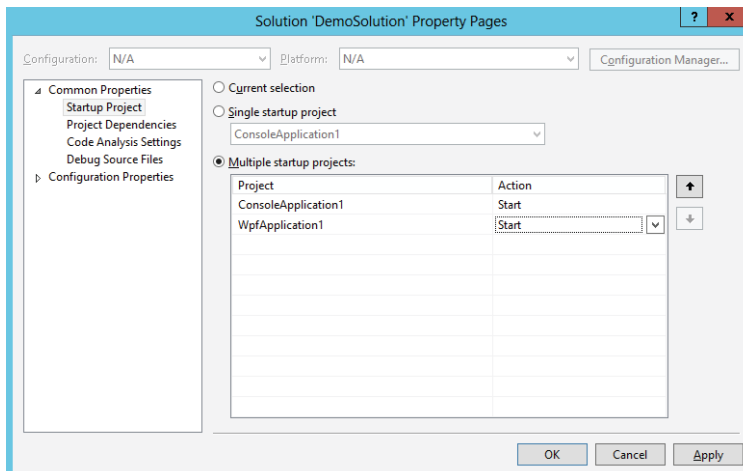 Solution 'DemoSolution' Property Pages
? x
Configuration: N/A Platform: N/A Configuration Manager...
Common Properties
Startup Project
Project Dependencies
Code Analysis Settings
Debug Source Files
Configuration Properties
Current selection
Single startup project
ConsoleApplication1
Multiple startup projects:
Project Action
ConsoleApplication1 Start
WpfApplication1 Start
OK Cancel Apply